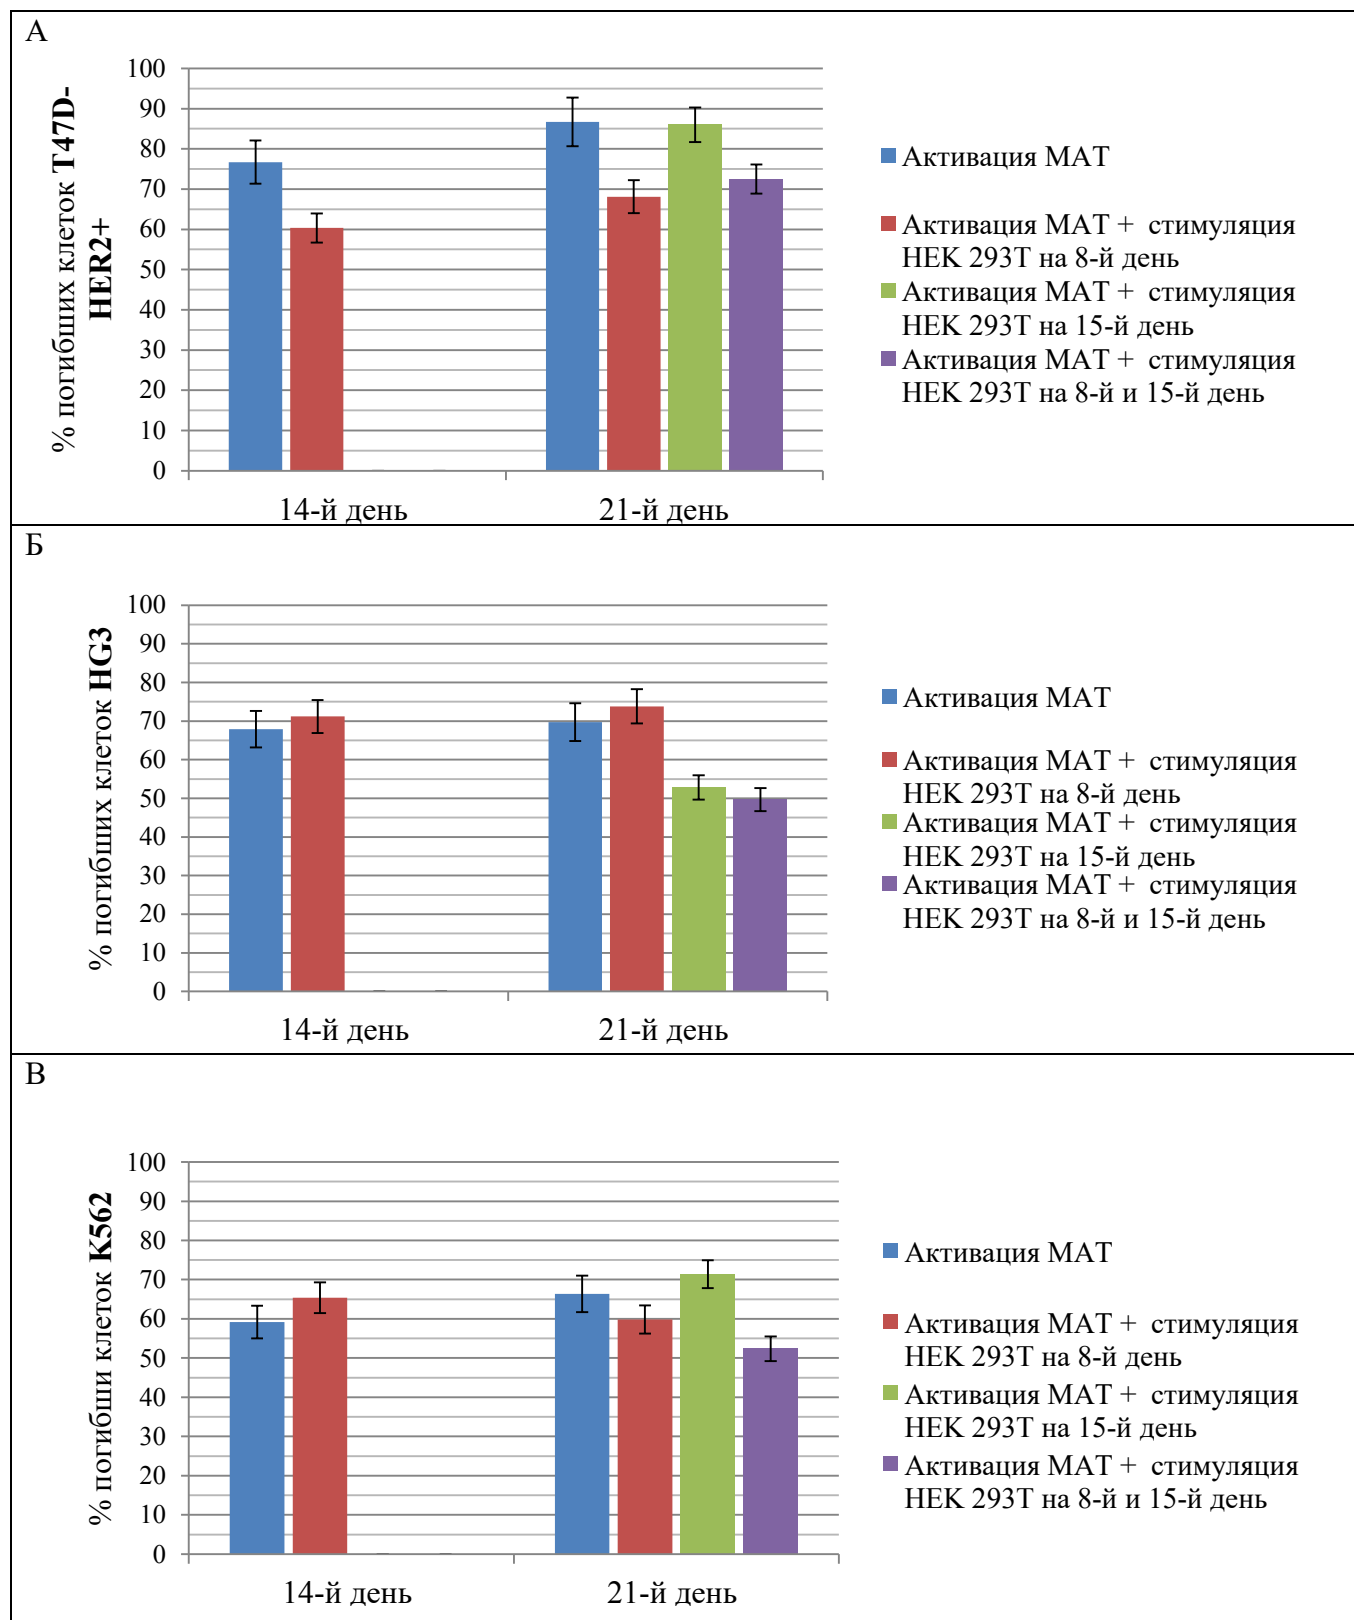 А
% погибших клеток T47D-
HER2+
100
90
80
70
60
50
40
30
20
10
0
14-й день
21-й день
Активация МАТ
Активация МАТ + стимуляция
HEK 293T на 8-й день
Активация МАТ + стимуляция
HEK 293T на 15-й день
Активация МАТ + стимуляция
HEK 293T на 8-й и 15-й день
Б
% погибших клеток HG3
100
90
80
70
60
50
40
30
20
10
0
14-й день
21-й день
Активация МАТ
Активация МАТ + стимуляция
HEK 293T на 8-й день
Активация МАТ + стимуляция
HEK 293T на 15-й день
Активация МАТ + стимуляция
HEK 293T на 8-й и 15-й день
В
% погибши клеток K562
100
90
80
70
60
50
40
30
20
10
0
14-й день
21-й день
Активация МАТ
Активация МАТ + стимуляция
HEK 293T на 8-й день
Активация МАТ + стимуляция
HEK 293T на 15-й день
Активация МАТ + стимуляция
HEK 293T на 8-й и 15-й день